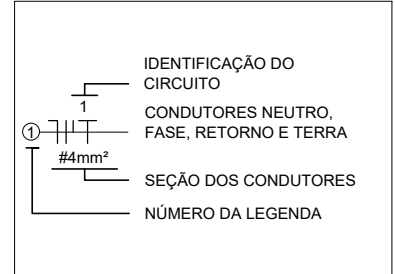 IDENTIFICAÇÃO DO
CIRCUITO
1
CONDUTORES NEUTRO,
1
FASE, RETORNO E TERRA
#4mm²
SEÇÃO DOS CONDUTORES
NÚMERO DA LEGENDA